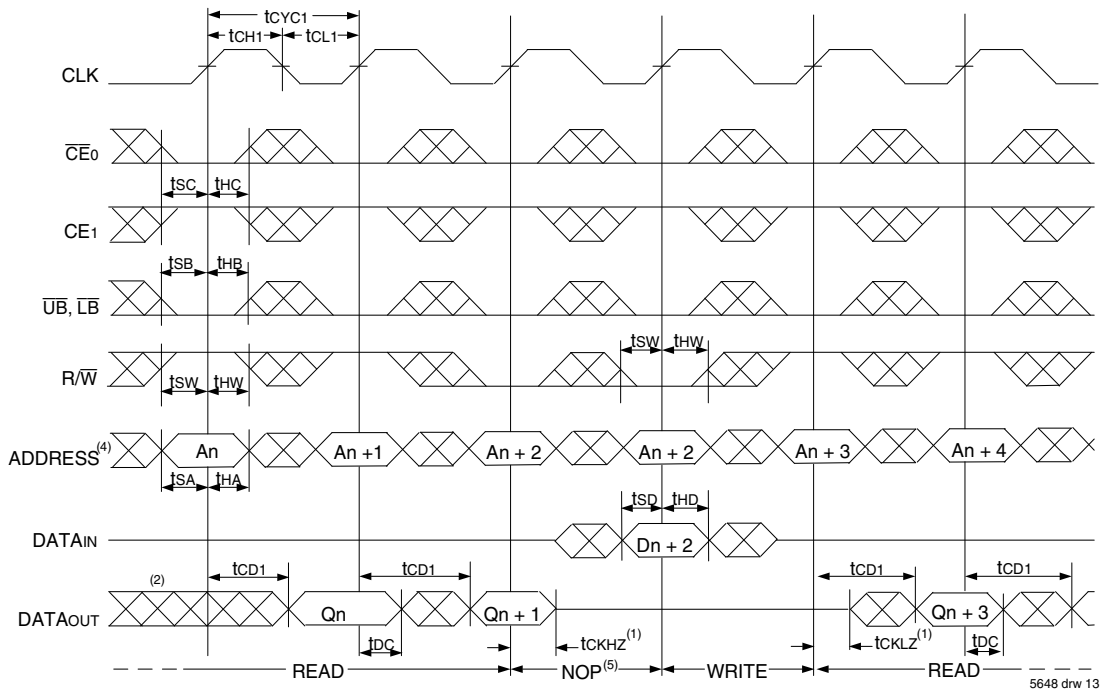 tCYC1
tCH1 tCL1
CLK
CE0
tSC tHC
CE1
tSB tHB
UB, LB
tSW tHW
R/W
tSW tHW
ADDRESS(4) An An +1 An + 2 An + 2 An + 3 An + 4
tSA tHA
tSD tHD
DATAIN Dn + 2
(2) tCD1 tCD1 tCD1 tCD1
DATAOUT Qn Qn + 1 Qn + 3
tDC tCKHZ(1) tCKLZ(1) tDC
READ NOP(5) WRITE READ
5648 drw 13